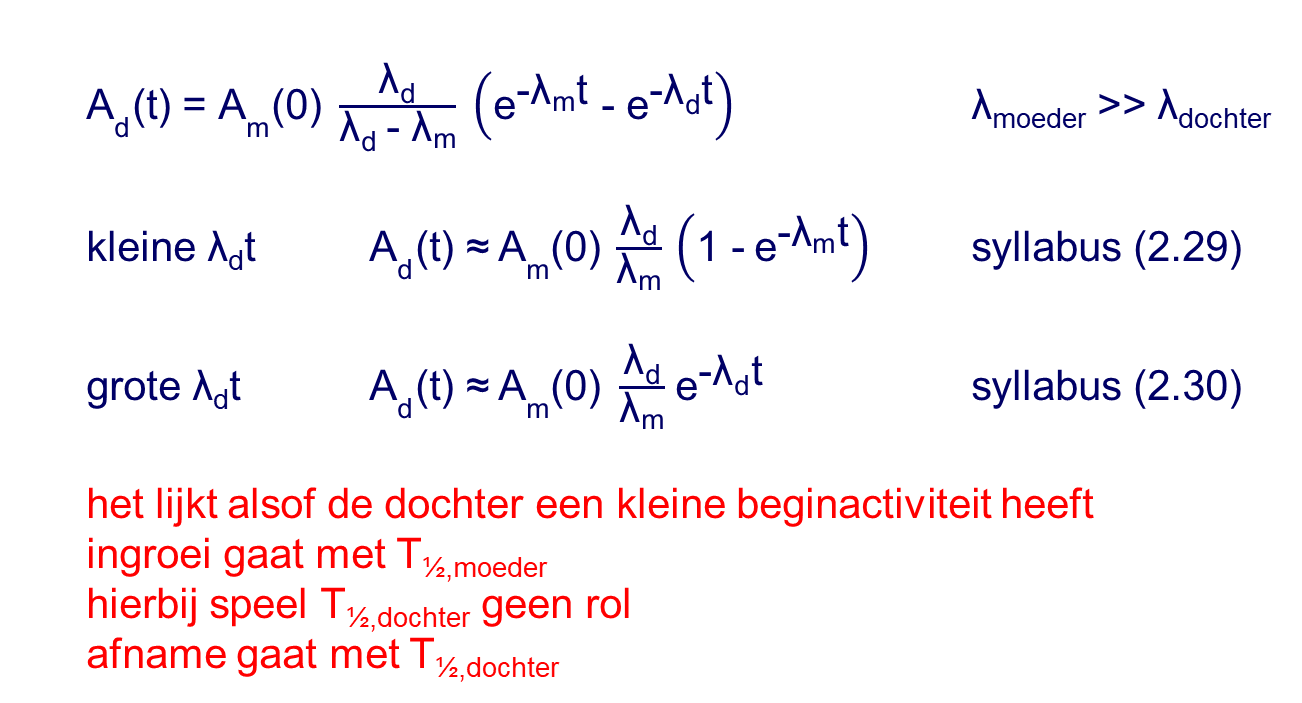 A_d(t) = A_m(0) λ_d / (λ_d - λ_m) (e^(-λ_m t) - e^(-λ_d t)) λ_moeder >> λ_dochter
kleine λ_d t A_d(t) ≈ A_m(0) λ_d / λ_m (1 - e^(-λ_m t)) syllabus (2.29)
grote λ_d t A_d(t) ≈ A_m(0) λ_d / λ_m e^(-λ_d t) syllabus (2.30)
het lijkt alsof de dochter een kleine beginactiviteit heeft
ingroei gaat met T_½,moeder
hierbij speel T_½,dochter geen rol
afname gaat met T_½,dochter